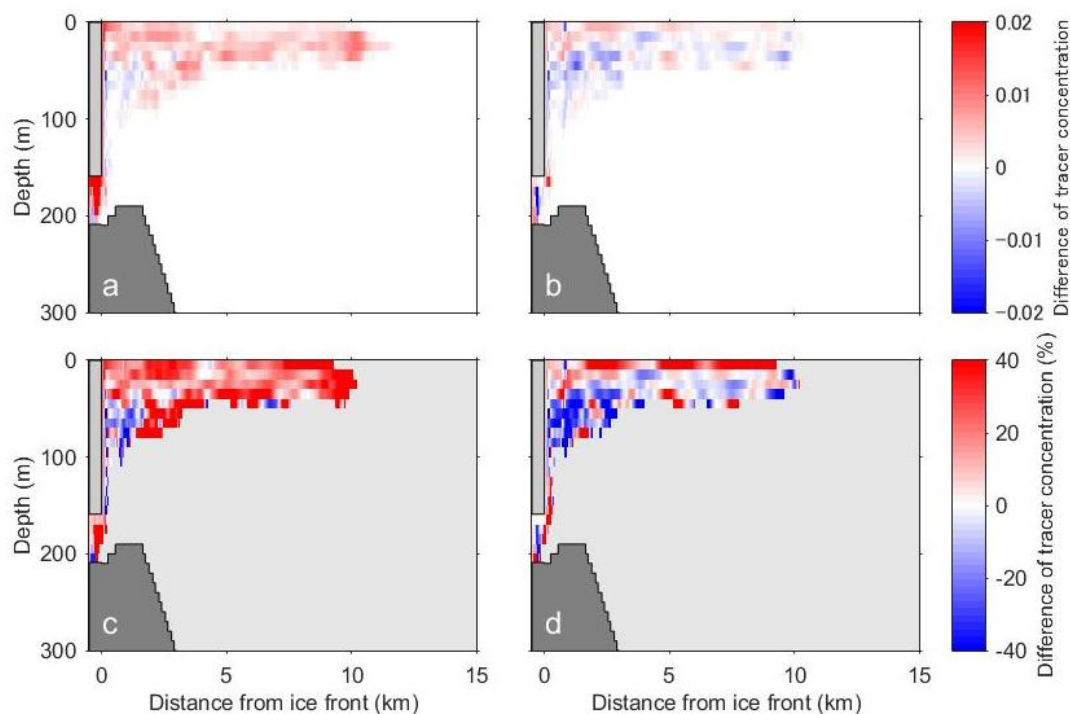 0
100
200
300
Depth (m)
a
b
0.02
0.01
0
−0.01
−0.02
Difference of tracer concentration
0
100
200
300
Depth (m)
c
d
0
5
10
15
0
5
10
15
Distance from ice front (km)
Distance from ice front (km)
40
20
0
-20
-40
Difference of tracer concentration (%)